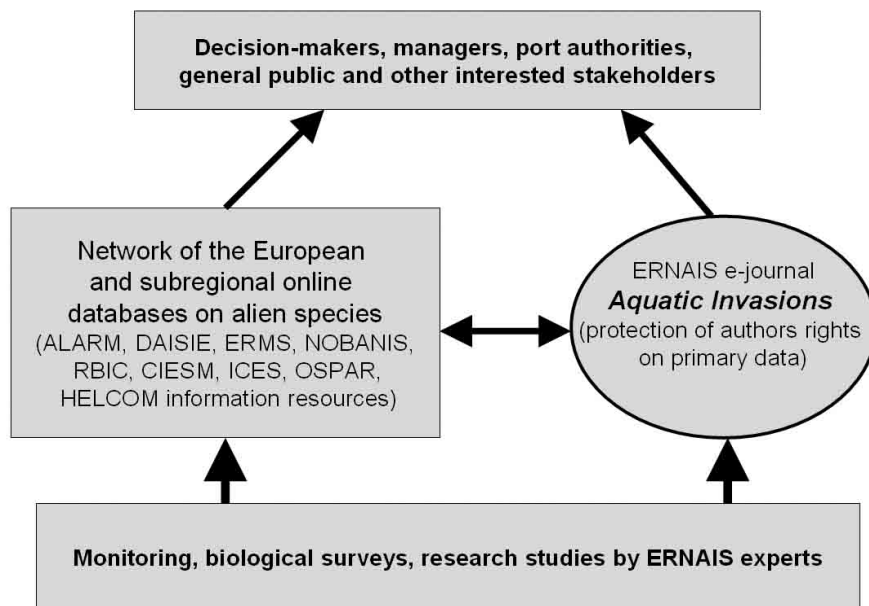 Decision-makers, managers, port authorities,
general public and other interested stakeholders
Network of the European
and subregional online
databases on alien species
(ALARM, DAISIE, ERMS, NOBANIS,
RBIC, CIESM, ICES, OSPAR,
HELCOM information resources)
ERNAIS e-journal
Aquatic Invasions
(protection of authors rights
on primary data)
Monitoring, biological surveys, research studies by ERNAIS experts